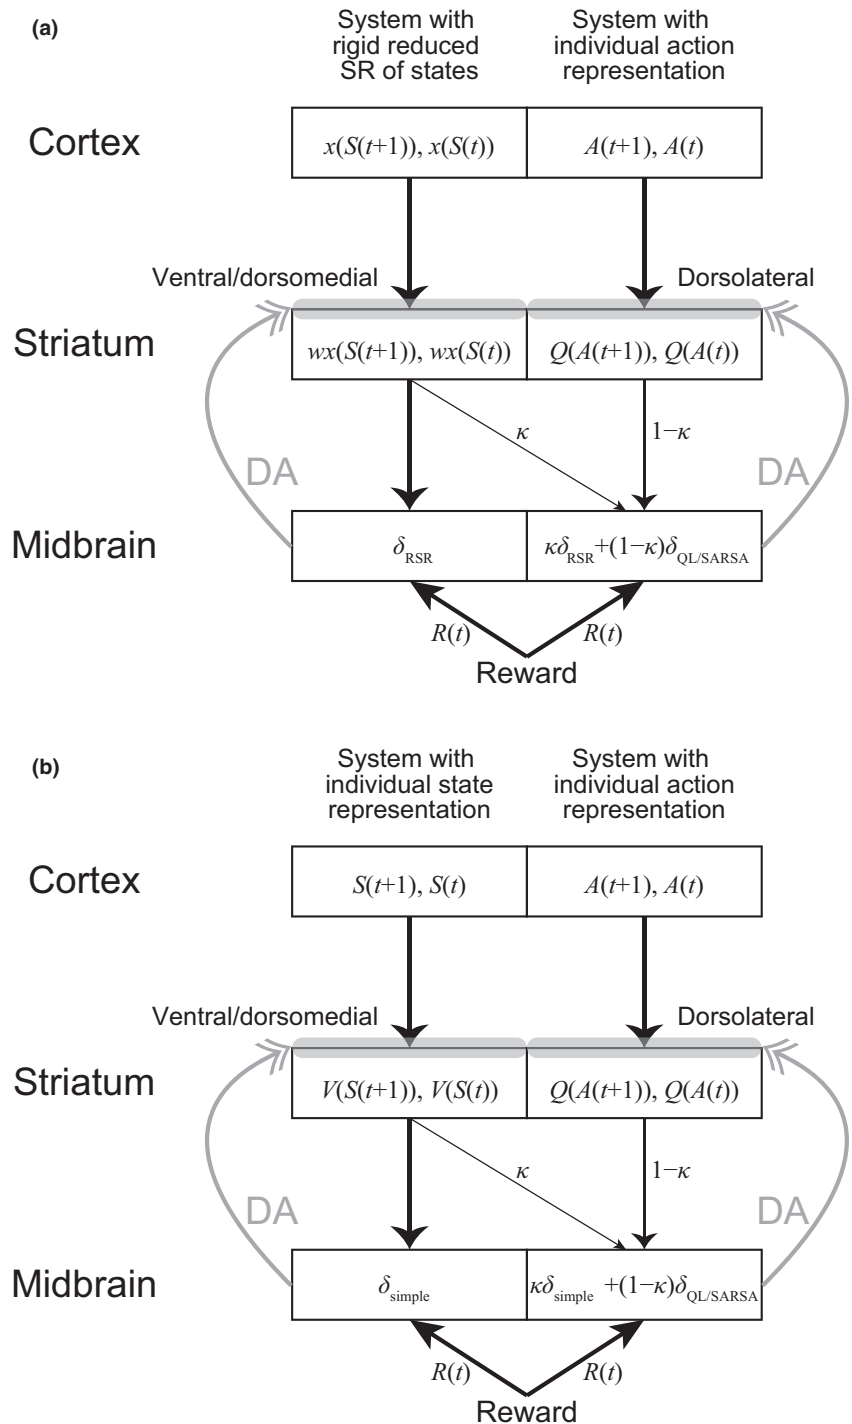 (a)
System with
rigid reduced
SR of states
System with
individual action
representation
Cortex
x(S(t+1)), x(S(t))
A(t+1), A(t)
Ventral/dorsomedial
Dorsolateral
Striatum
wx(S(t+1)), wx(S(t))
Q(A(t+1)), Q(A(t))
κ
1−κ
DA
DA
Midbrain
δRSR
κδRSR+(1−κ)δQL/SARSA
R(t)
R(t)
Reward
(b)
System with
individual state
representation
System with
individual action
representation
Cortex
S(t+1), S(t)
A(t+1), A(t)
Ventral/dorsomedial
Dorsolateral
Striatum
V(S(t+1)), V(S(t))
Q(A(t+1)), Q(A(t))
κ
1−κ
DA
DA
Midbrain
δsimple
κδsimple +(1−κ)δQL/SARSA
R(t)
R(t)
Reward